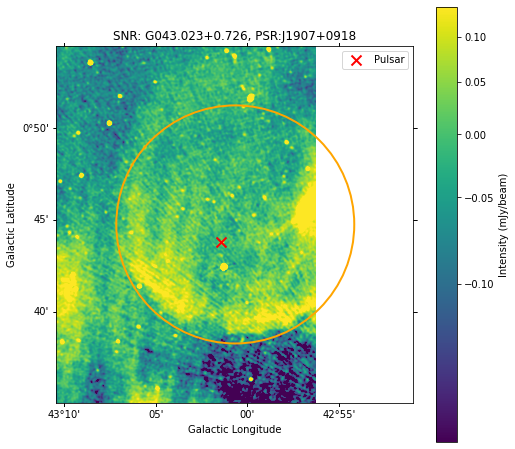 SNR: G043.023+0.726, PSR:J1907+0918
Pulsar
0°50'
45'
40'
43°10'
05'
00'
42°55'
Galactic Longitude
Galactic Latitude
0.10
0.05
0.00
−0.05
−0.10
Intensity (mJy/beam)